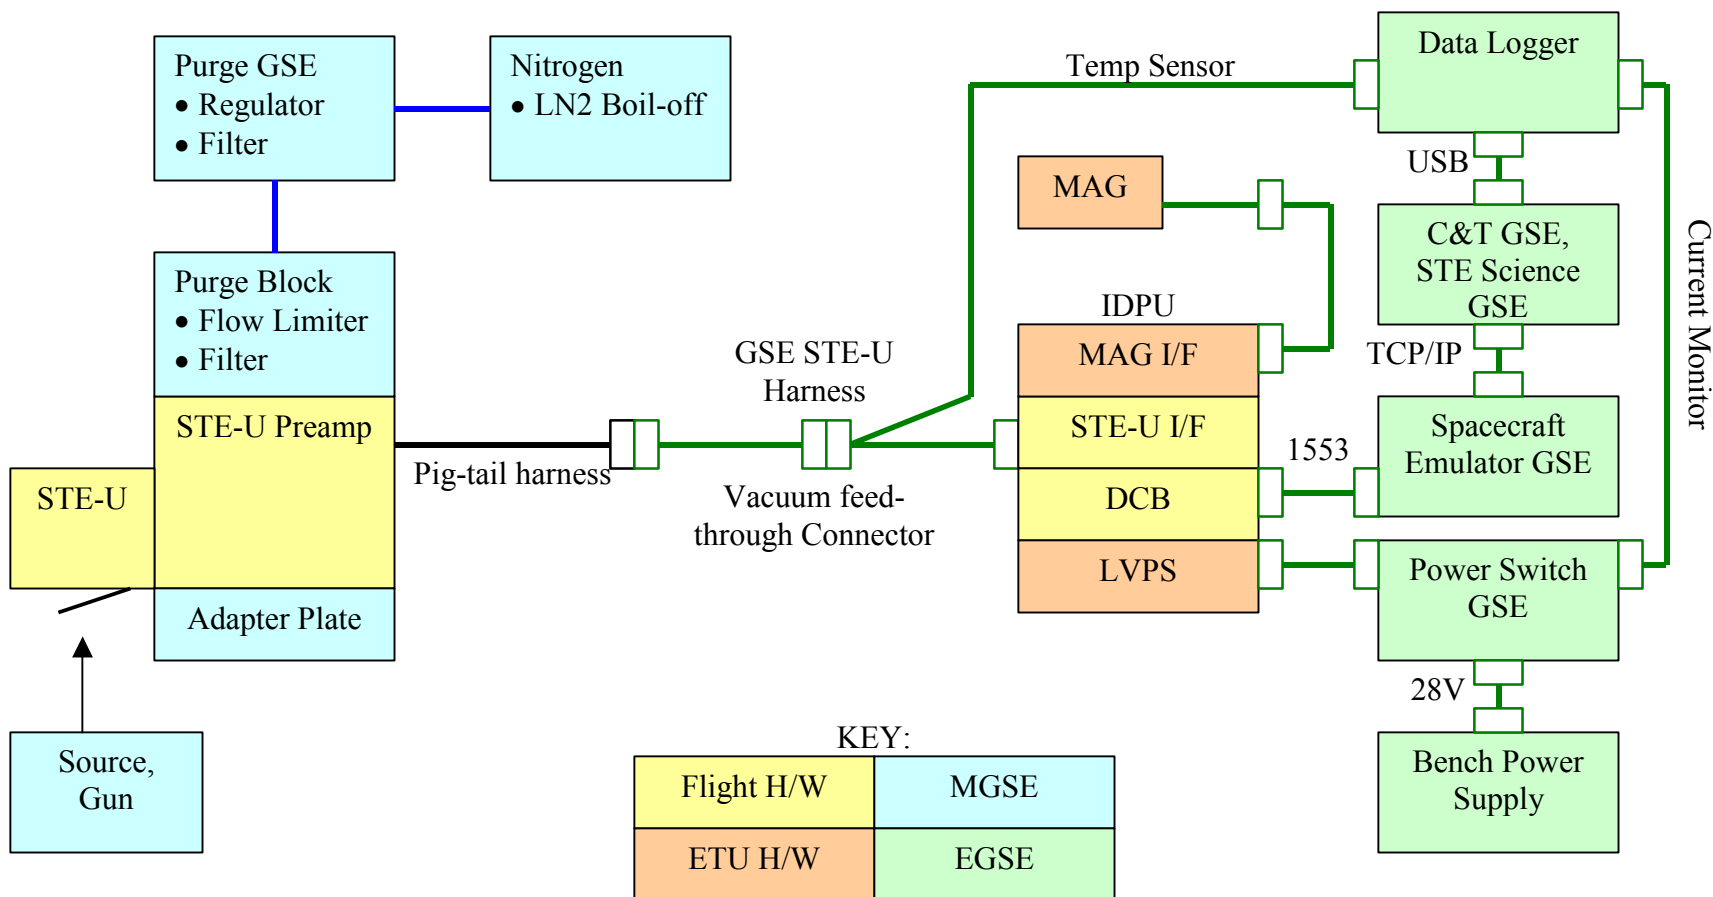 Purge GSE
• Regulator
• Filter
Nitrogen
• LN2 Boil-off
Temp Sensor
Data Logger
USB
MAG
C&T GSE,
STE Science
GSE
Current Monitor
Purge Block
• Flow Limiter
• Filter
IDPU
MAG I/F
TCP/IP
GSE STE-U
Harness
STE-U Preamp
STE-U I/F
Spacecraft
Emulator GSE
1553
Pig-tail harness
STE-U
Vacuum feed-
through Connector
DCB
LVPS
Power Switch
GSE
Adapter Plate
28V
Source,
Gun
Bench Power
Supply
KEY:
Flight H/W
MGSE
ETU H/W
EGSE